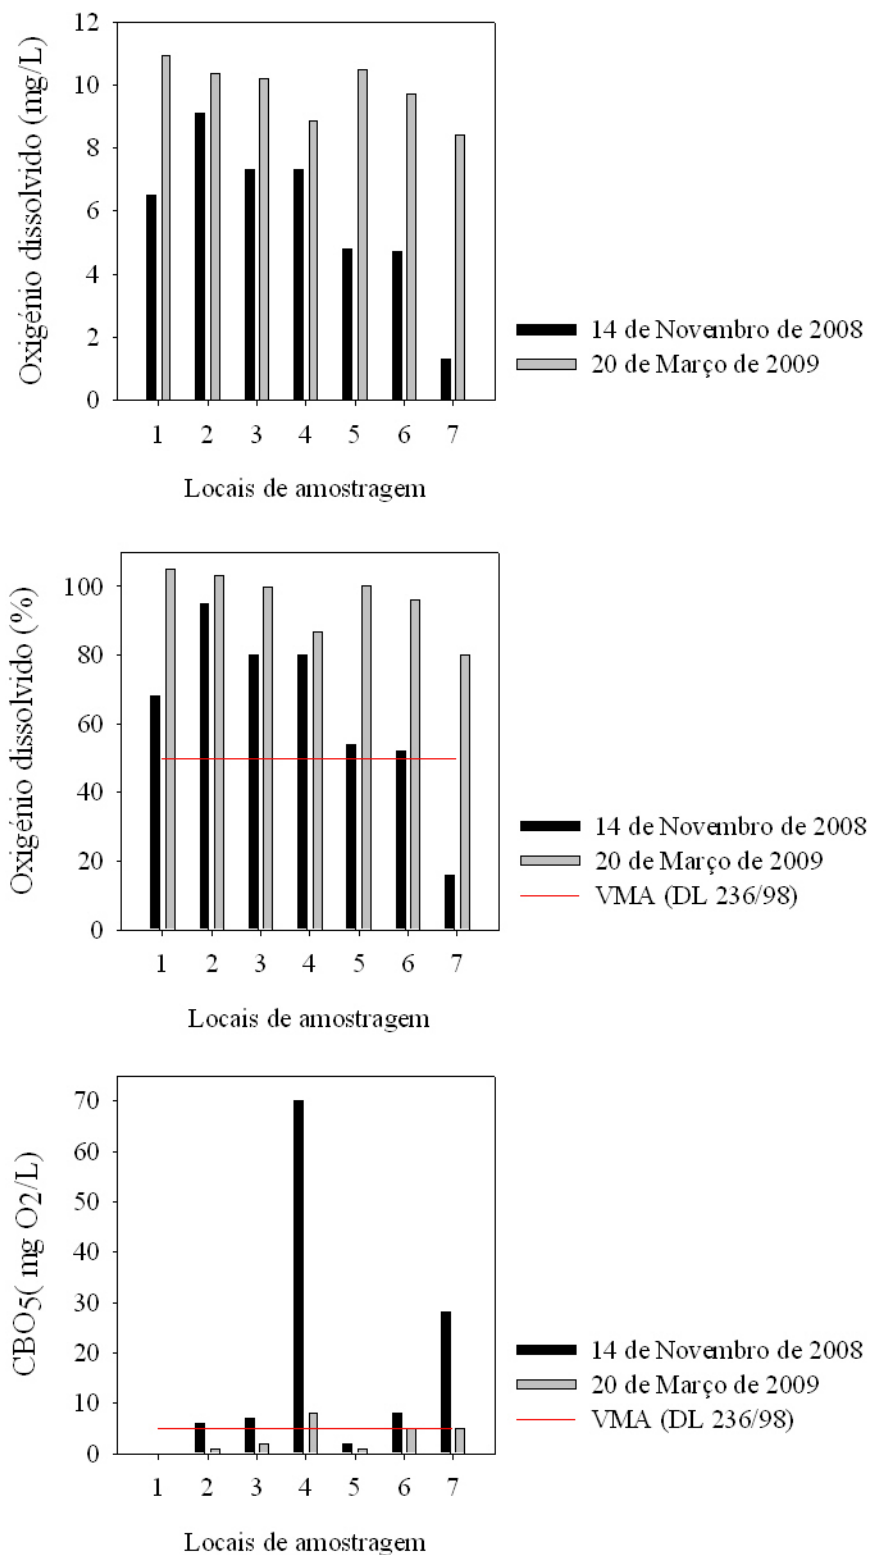 Oxigénio dissolvido (mg/L)
12
10
8
6
4
2
0
1 2 3 4 5 6 7
Locais de amostragem
14 de Novembro de 2008
20 de Março de 2009
Oxigénio dissolvido (%)
100
80
60
40
20
0
1 2 3 4 5 6 7
Locais de amostragem
14 de Novembro de 2008
20 de Março de 2009
VMA (DL 236/98)
CBO5( mg O2/L)
70
60
50
40
30
20
10
0
1 2 3 4 5 6 7
Locais de amostragem
14 de Novembro de 2008
20 de Março de 2009
VMA (DL 236/98)